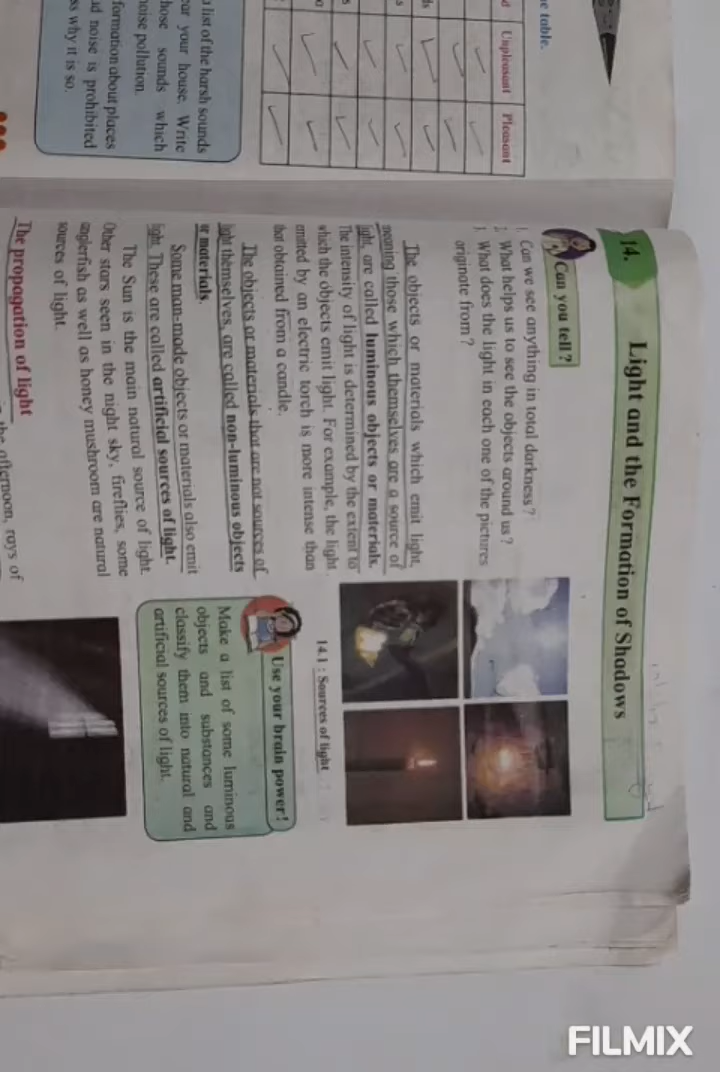 ne table.
Unpleasant Pleasant
list of the harsh sounds
ear your house. Write
those sounds which
noise pollution.
formation about places
noise is prohibited
ss why it is so.
14. Light and the Formation of Shadows
Can you tell?
1. Can we see anything in total darkness?
2. What helps us to see the objects around us?
3. What does the light in each one of the pictures
originate from?
The objects or materials which emit light,
meaning those which themselves are a source of
light, are called luminous objects or materials.
The intensity of light is determined by the extent to
which the objects emit light. For example, the light
emitted by an electric torch is more intense than
that obtained from a candle.
The objects or materials that are not sources of
light themselves, are called non-luminous objects
or materials.
Some man-made objects or materials also emit
light. These are called artificial sources of light.
The Sun is the main natural source of light.
Other stars seen in the night sky, fireflies, some
anglerfish as well as honey mushroom are natural
sources of light.
14.1 : Sources of light
Use your brain power!
Make a list of some luminous
objects and substances and
classify them into natural and
artificial sources of light.
The propagation of light
the afternoon, rays of
FILMIX